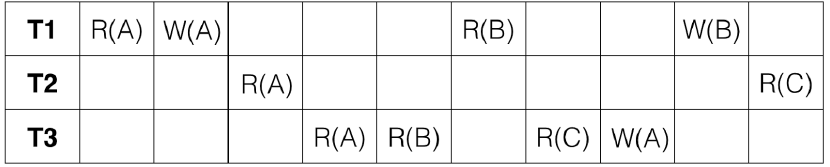 T1 R(A) W(A) R(B) W(B)
T2 R(A) R(C)
T3 R(A) R(B) R(C) W(A)